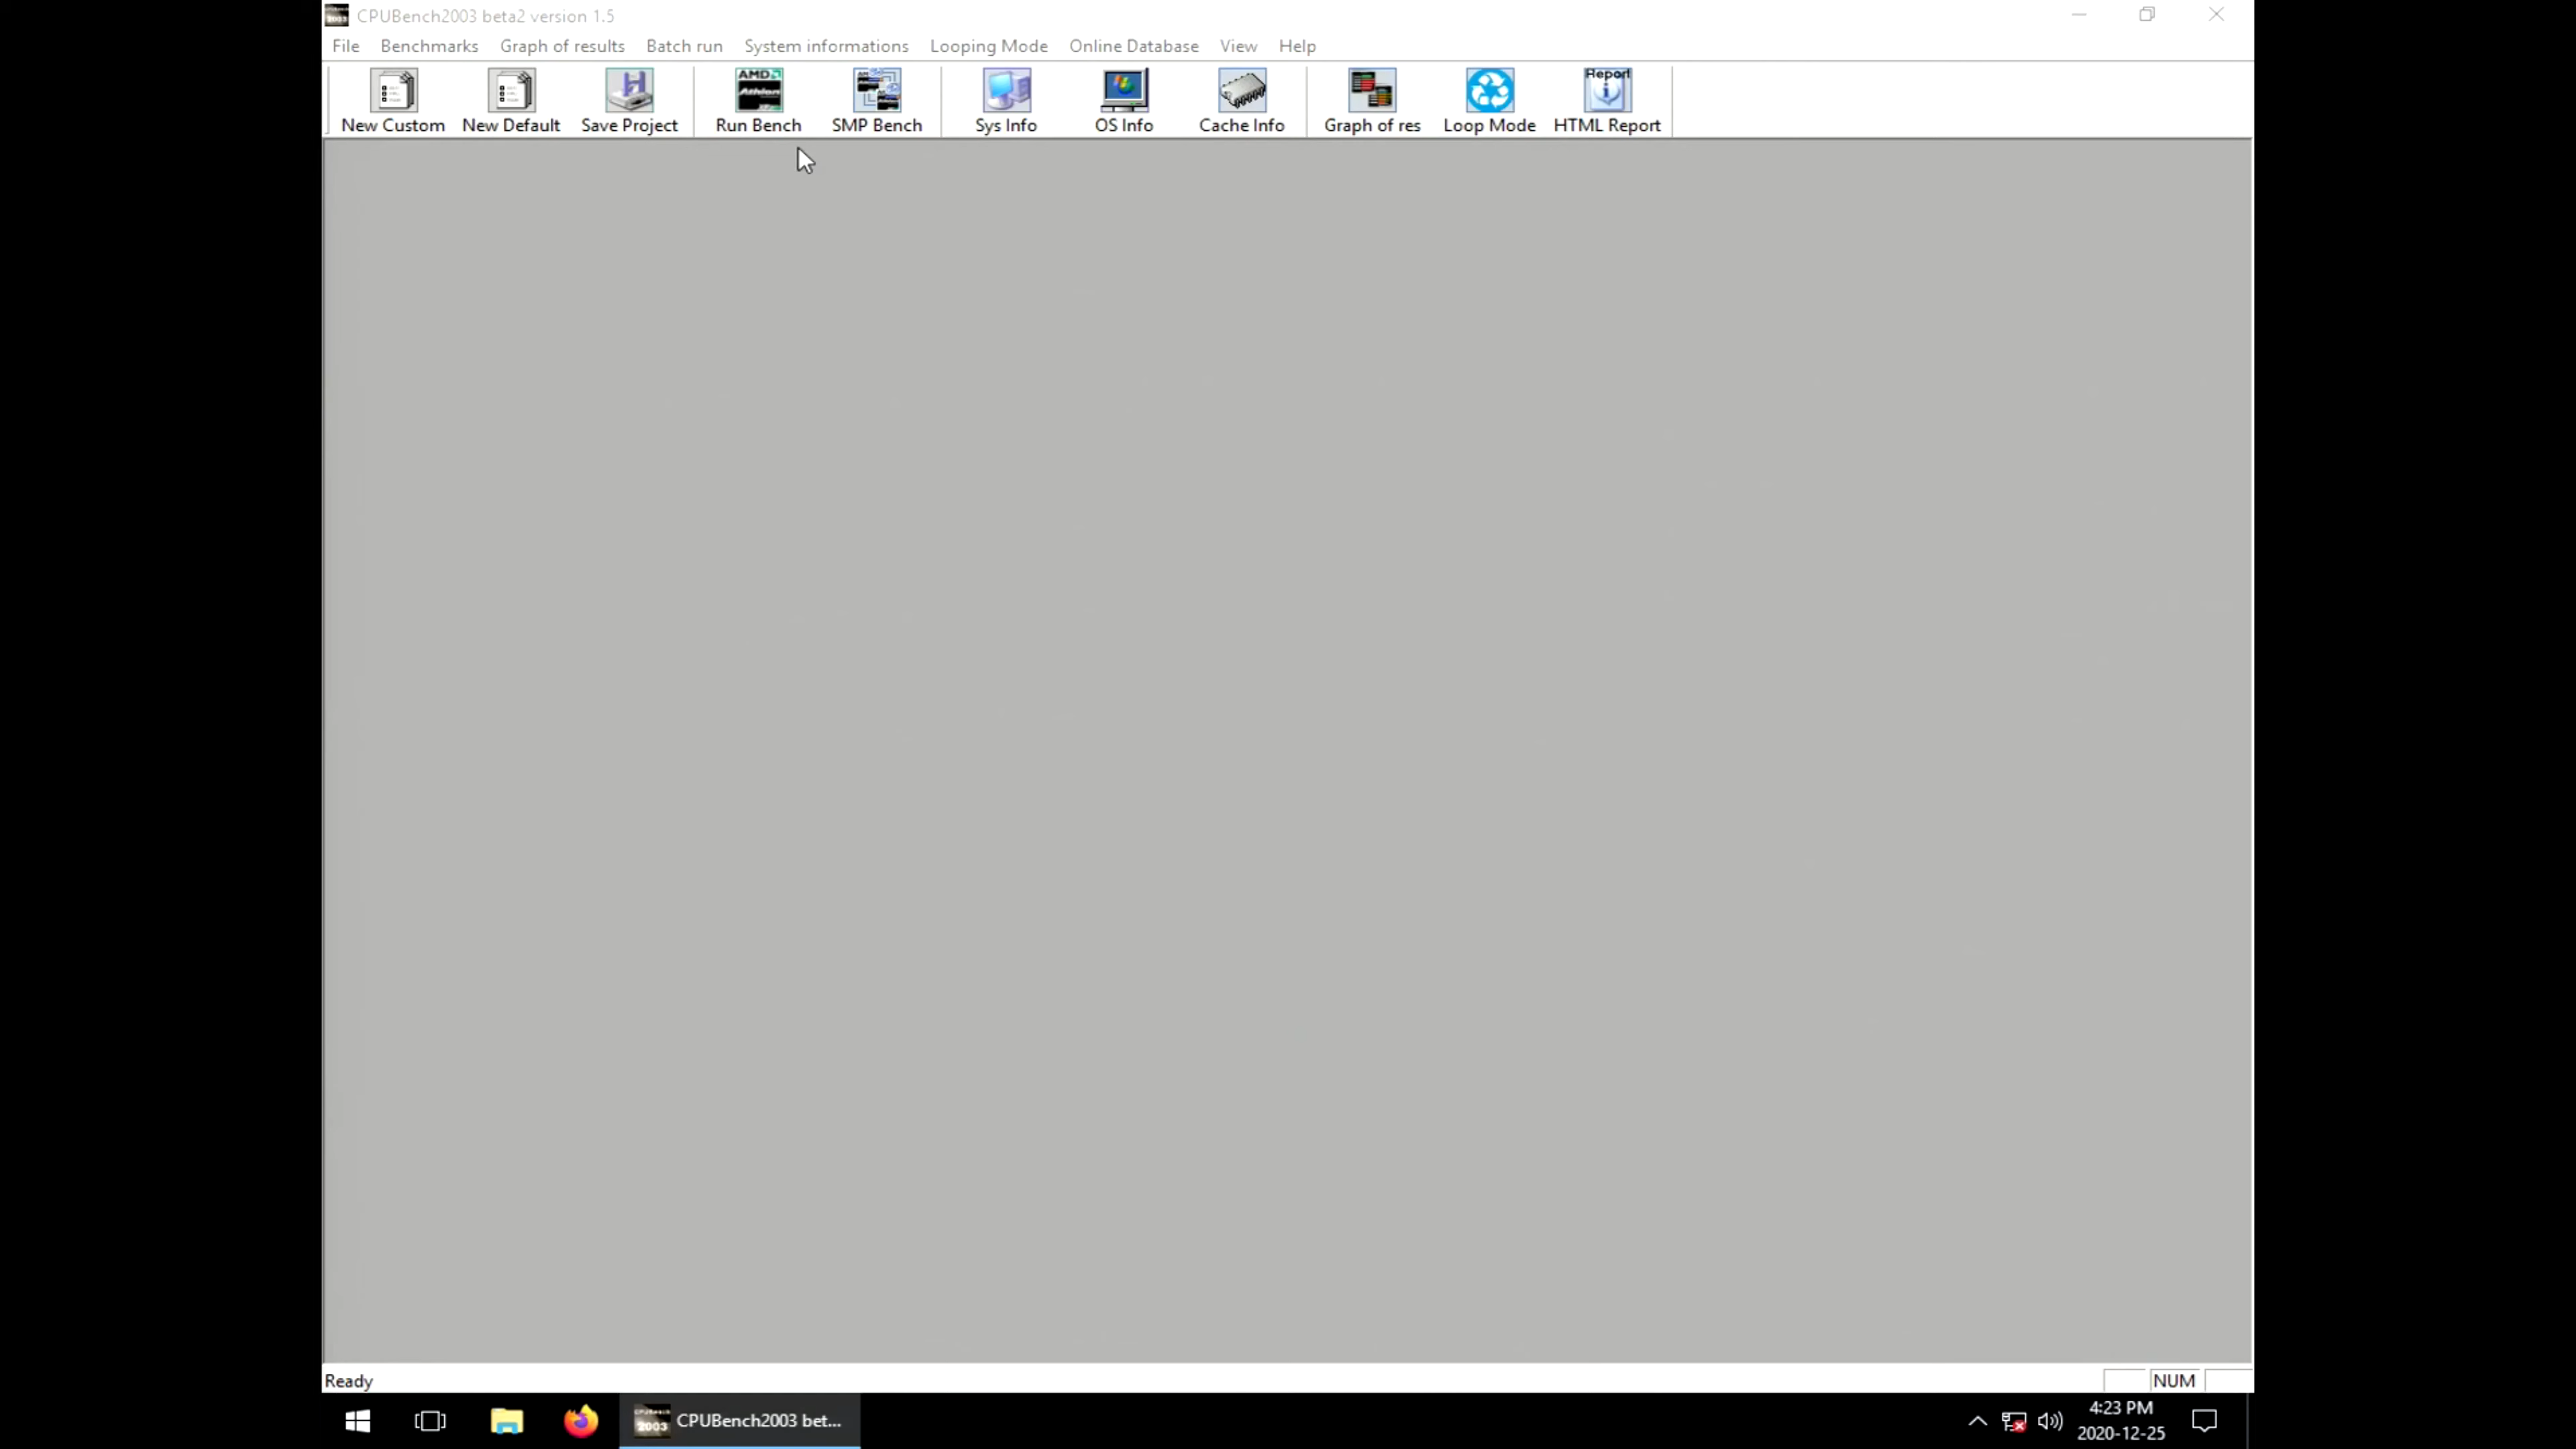 CPUBench2003 beta2 version 1.5
File Benchmarks Graph of results Batch run System informations Looping Mode Online Database View Help
AMD Athlon Report
New Custom New Default Save Project Run Bench SMP Bench Sys Info OS Info Cache Info Graph of res Loop Mode HTML Report
Ready NUM
CPUBench2003 bet... 4:23 PM
2020-12-25